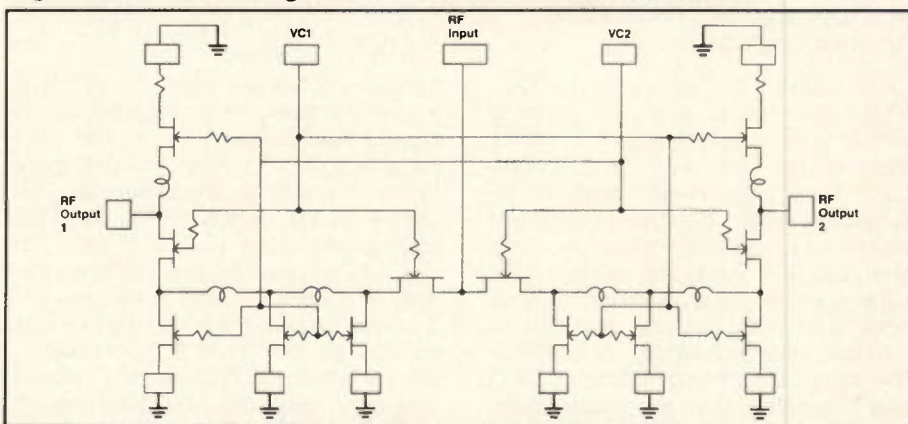 VC1
RF
Input
VC2
RF
Output
1
RF
Output
2